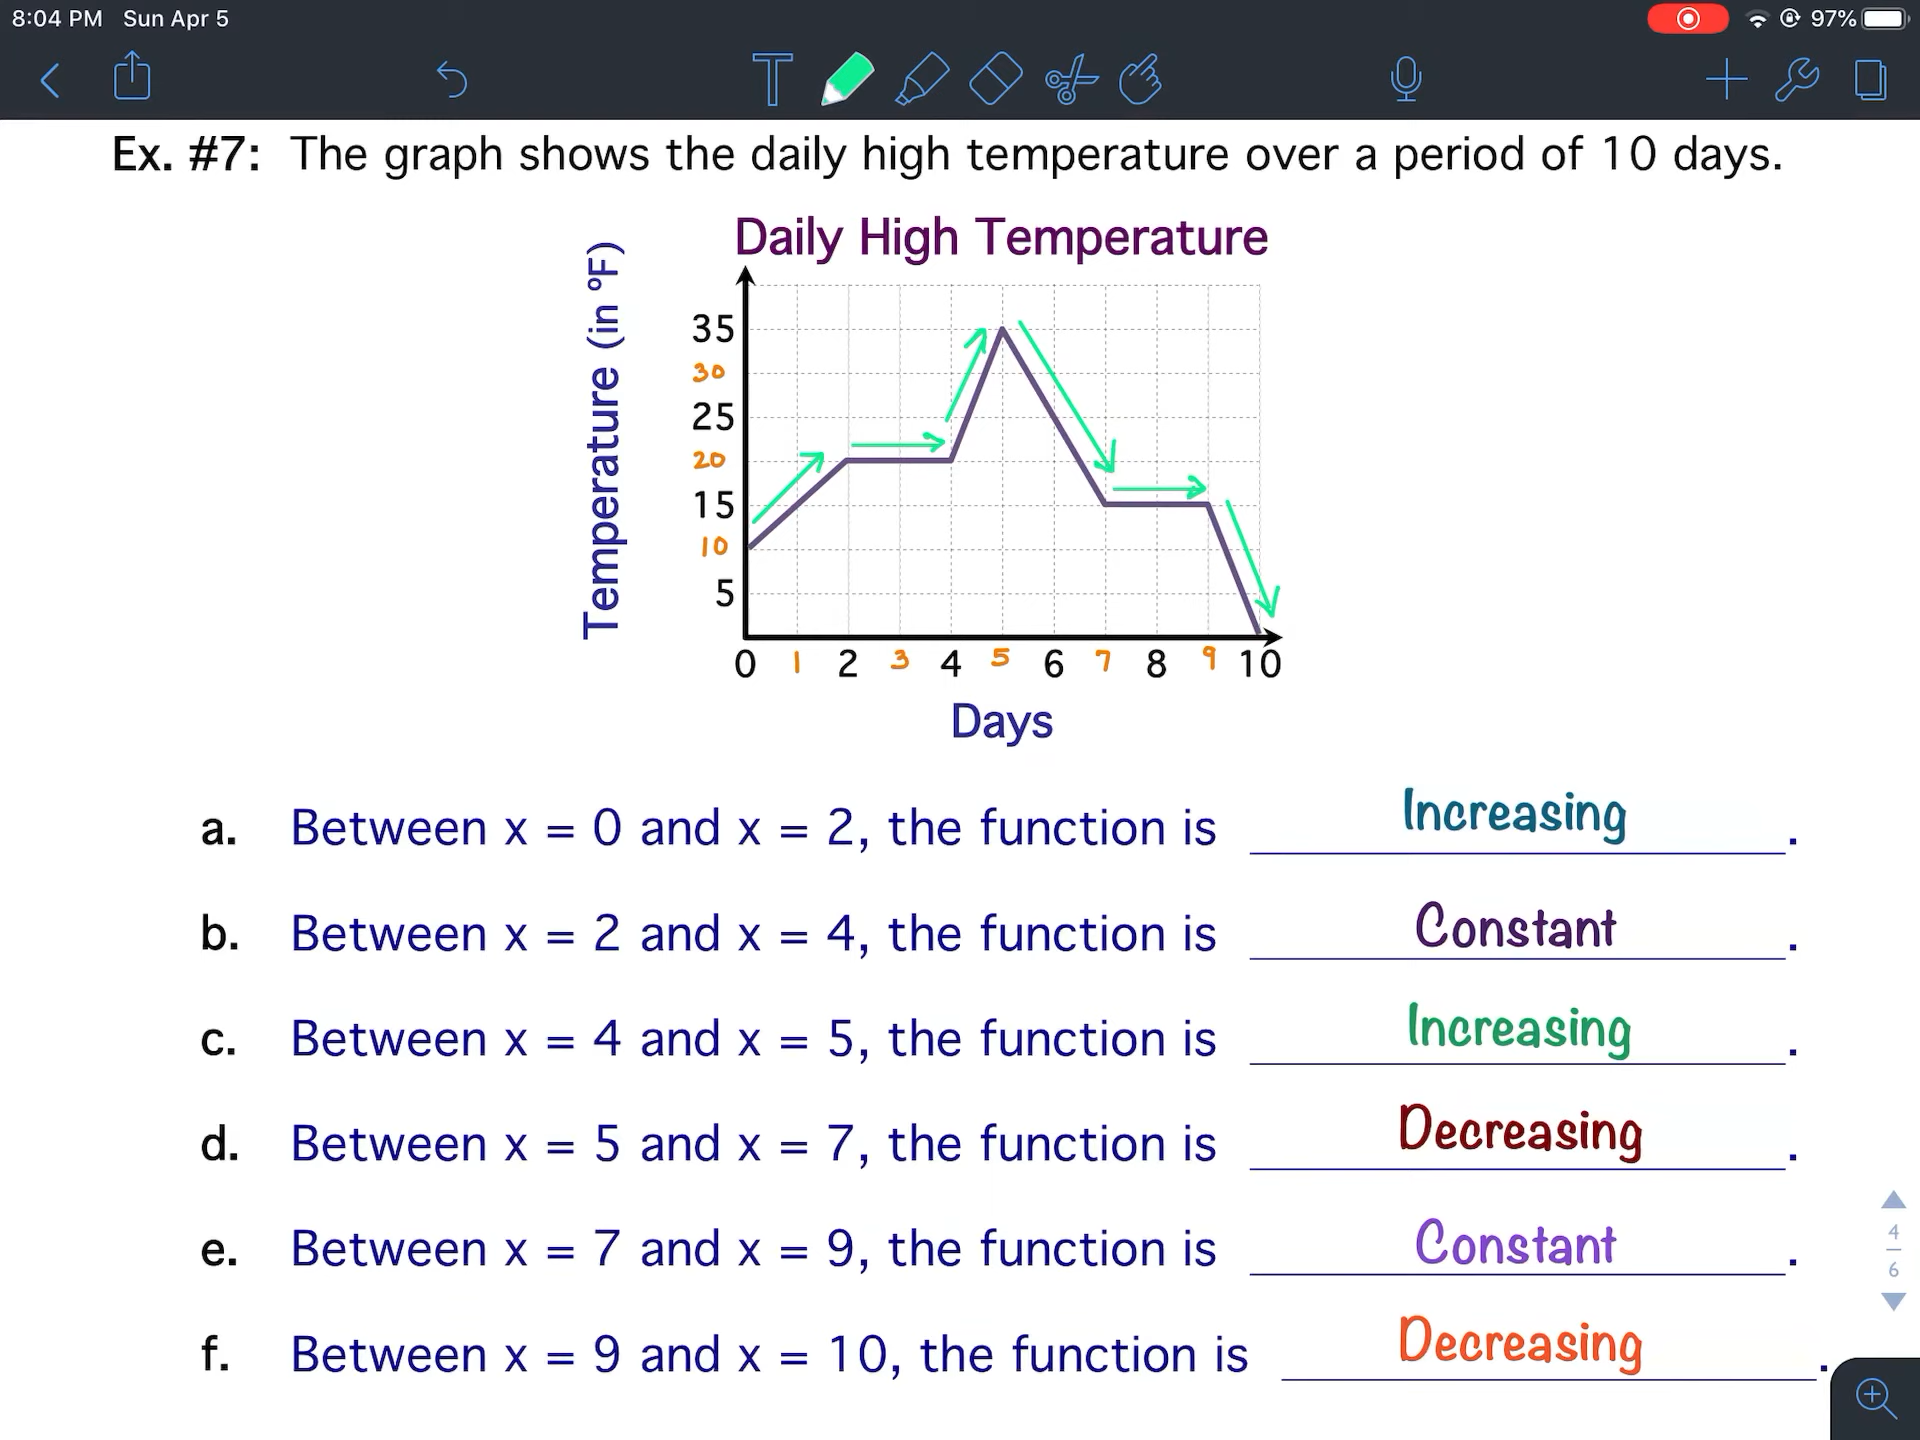 8:04 PM Sun Apr 5 97%
T
Ex. #7: The graph shows the daily high temperature over a period of 10 days.
Daily High Temperature
Temperature (in °F)
35
30
25
20
15
10
5
0 1 2 3 4 5 6 7 8 9 10
Days
a. Between x = 0 and x = 2, the function is Increasing.
b. Between x = 2 and x = 4, the function is Constant.
c. Between x = 4 and x = 5, the function is Increasing.
d. Between x = 5 and x = 7, the function is Decreasing.
e. Between x = 7 and x = 9, the function is Constant.
f. Between x = 9 and x = 10, the function is Decreasing.
4
6